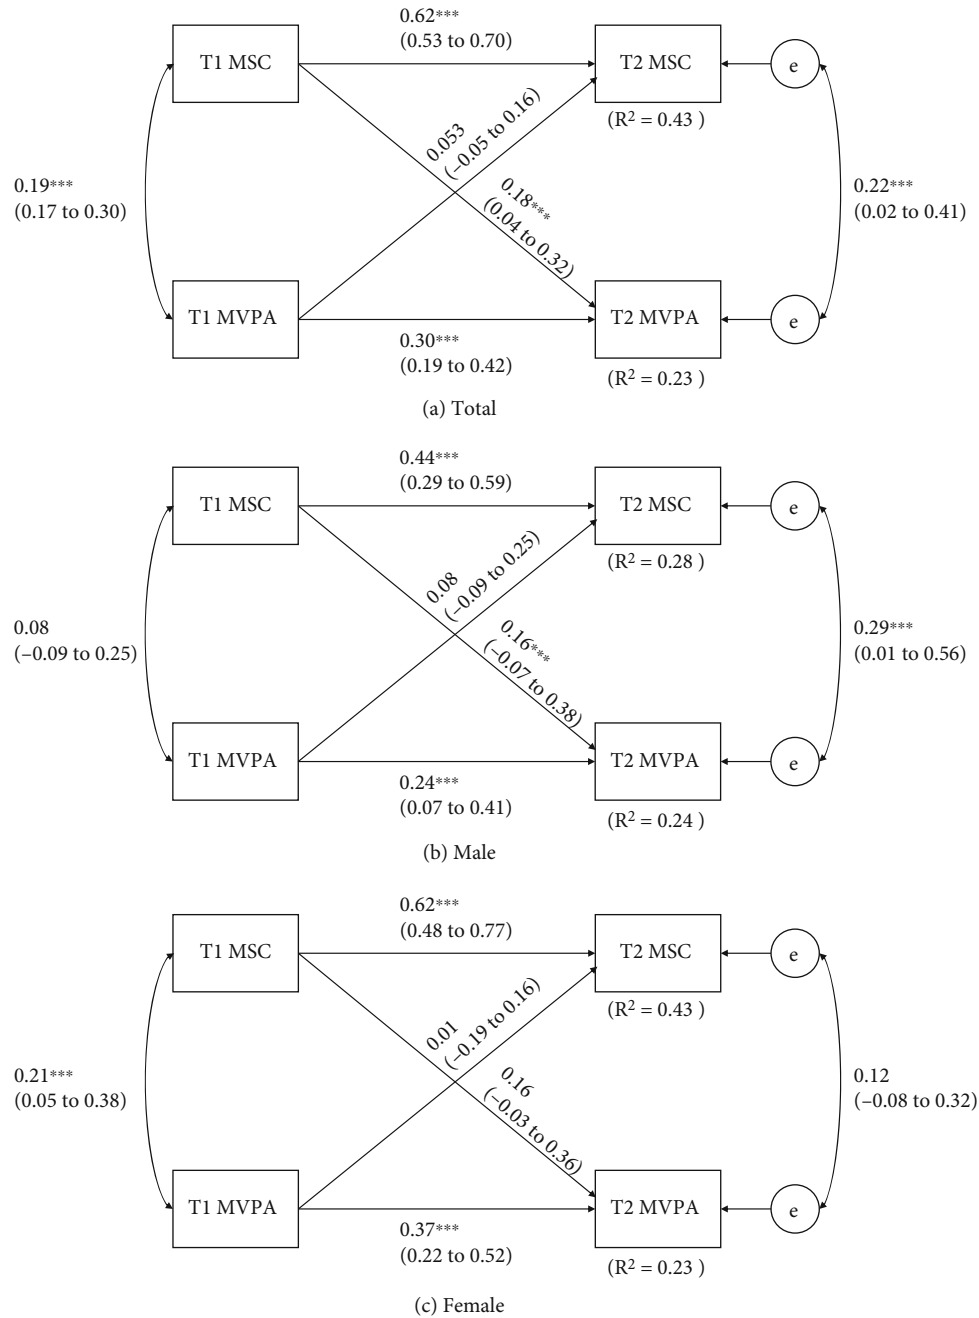 0.62***
(0.53 to 0.70)
T1 MSC
T2 MSC
e
(R² = 0.43 )
0.053
(−0.05 to 0.16)
0.18***
(0.04 to 0.32)
0.19***
(0.17 to 0.30)
0.22***
(0.02 to 0.41)
T1 MVPA
T2 MVPA
e
0.30***
(0.19 to 0.42)
(R² = 0.23 )
(a) Total
0.44***
(0.29 to 0.59)
T1 MSC
T2 MSC
e
(R² = 0.28 )
0.08
(−0.09 to 0.25)
0.16***
(−0.07 to 0.38)
0.08
(−0.09 to 0.25)
0.29***
(0.01 to 0.56)
T1 MVPA
T2 MVPA
e
0.24***
(0.07 to 0.41)
(R² = 0.24 )
(b) Male
0.62***
(0.48 to 0.77)
T1 MSC
T2 MSC
e
(R² = 0.43 )
0.01
(−0.19 to 0.16)
0.16
(−0.03 to 0.36)
0.21***
(0.05 to 0.38)
0.12
(−0.08 to 0.32)
T1 MVPA
T2 MVPA
e
0.37***
(0.22 to 0.52)
(R² = 0.23 )
(c) Female